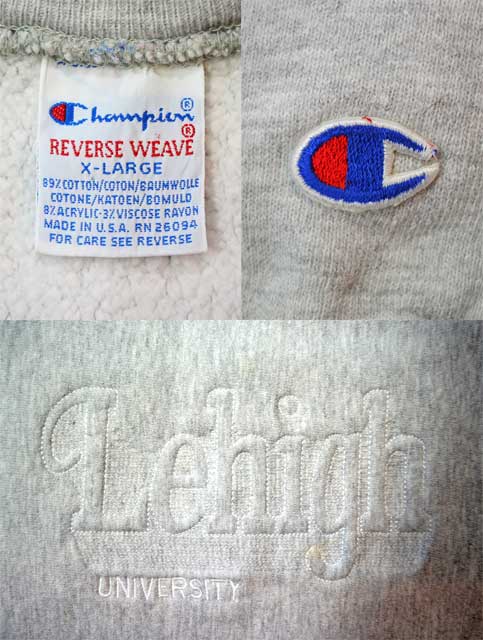 Champion®
REVERSE WEAVE®
X-LARGE
89% COTTON/COTON/BAUMWOLLE
COTONE/KATOEN/BOMULD
8% ACRYLIC-3% VISCOSE RAYON
MADE IN U.S.A. RN 26094
FOR CARE SEE REVERSE
Lehigh
UNIVERSITY